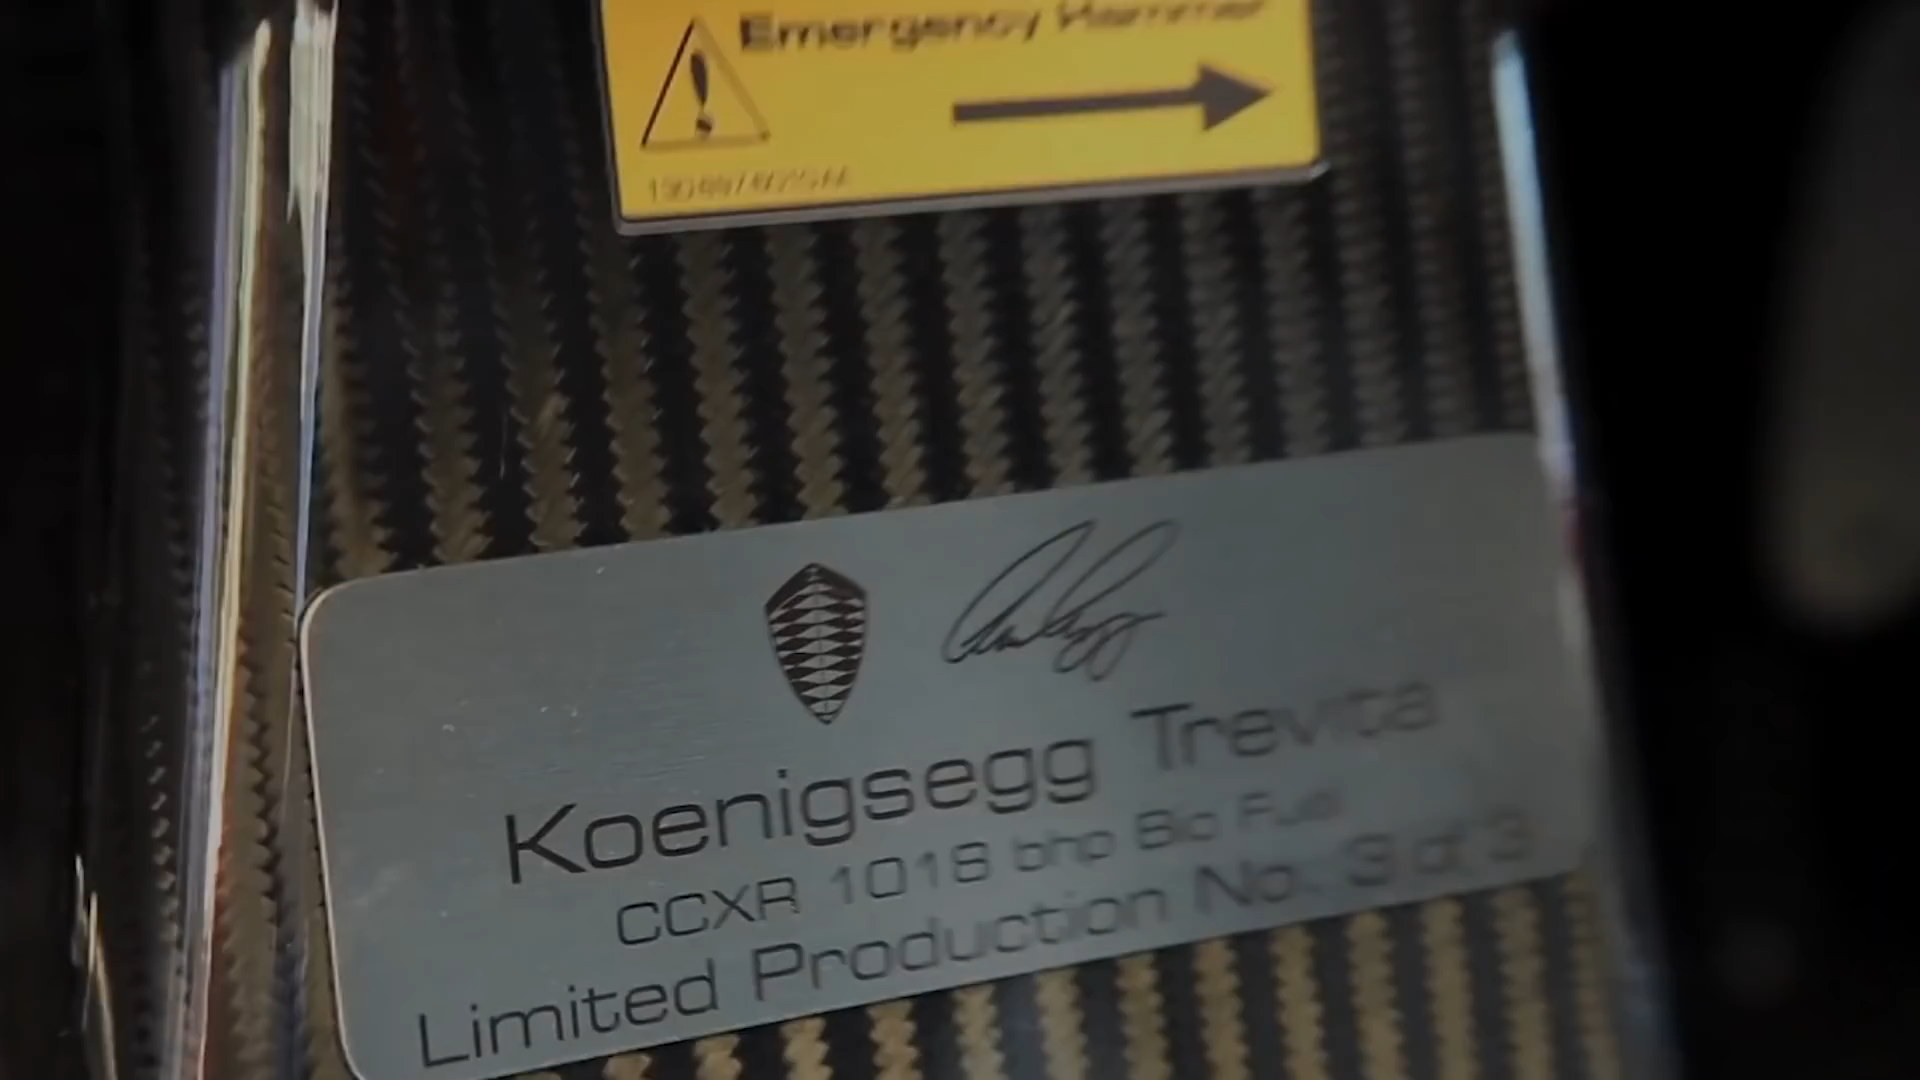 Emergency Hammer
Koenigsegg Trevita
CCXR 1018 bhp Bio Fuel
Limited Production No. 3 of 3